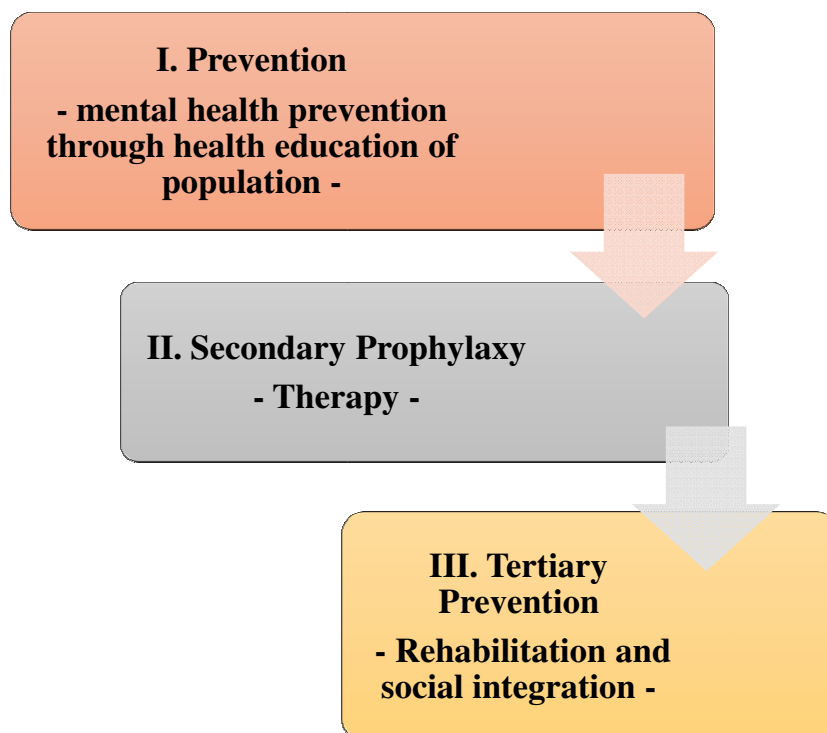 I. Prevention
- mental health prevention
through health education of
population -
II. Secondary Prophylaxy
- Therapy -
III. Tertiary
Prevention
- Rehabilitation and
social integration -